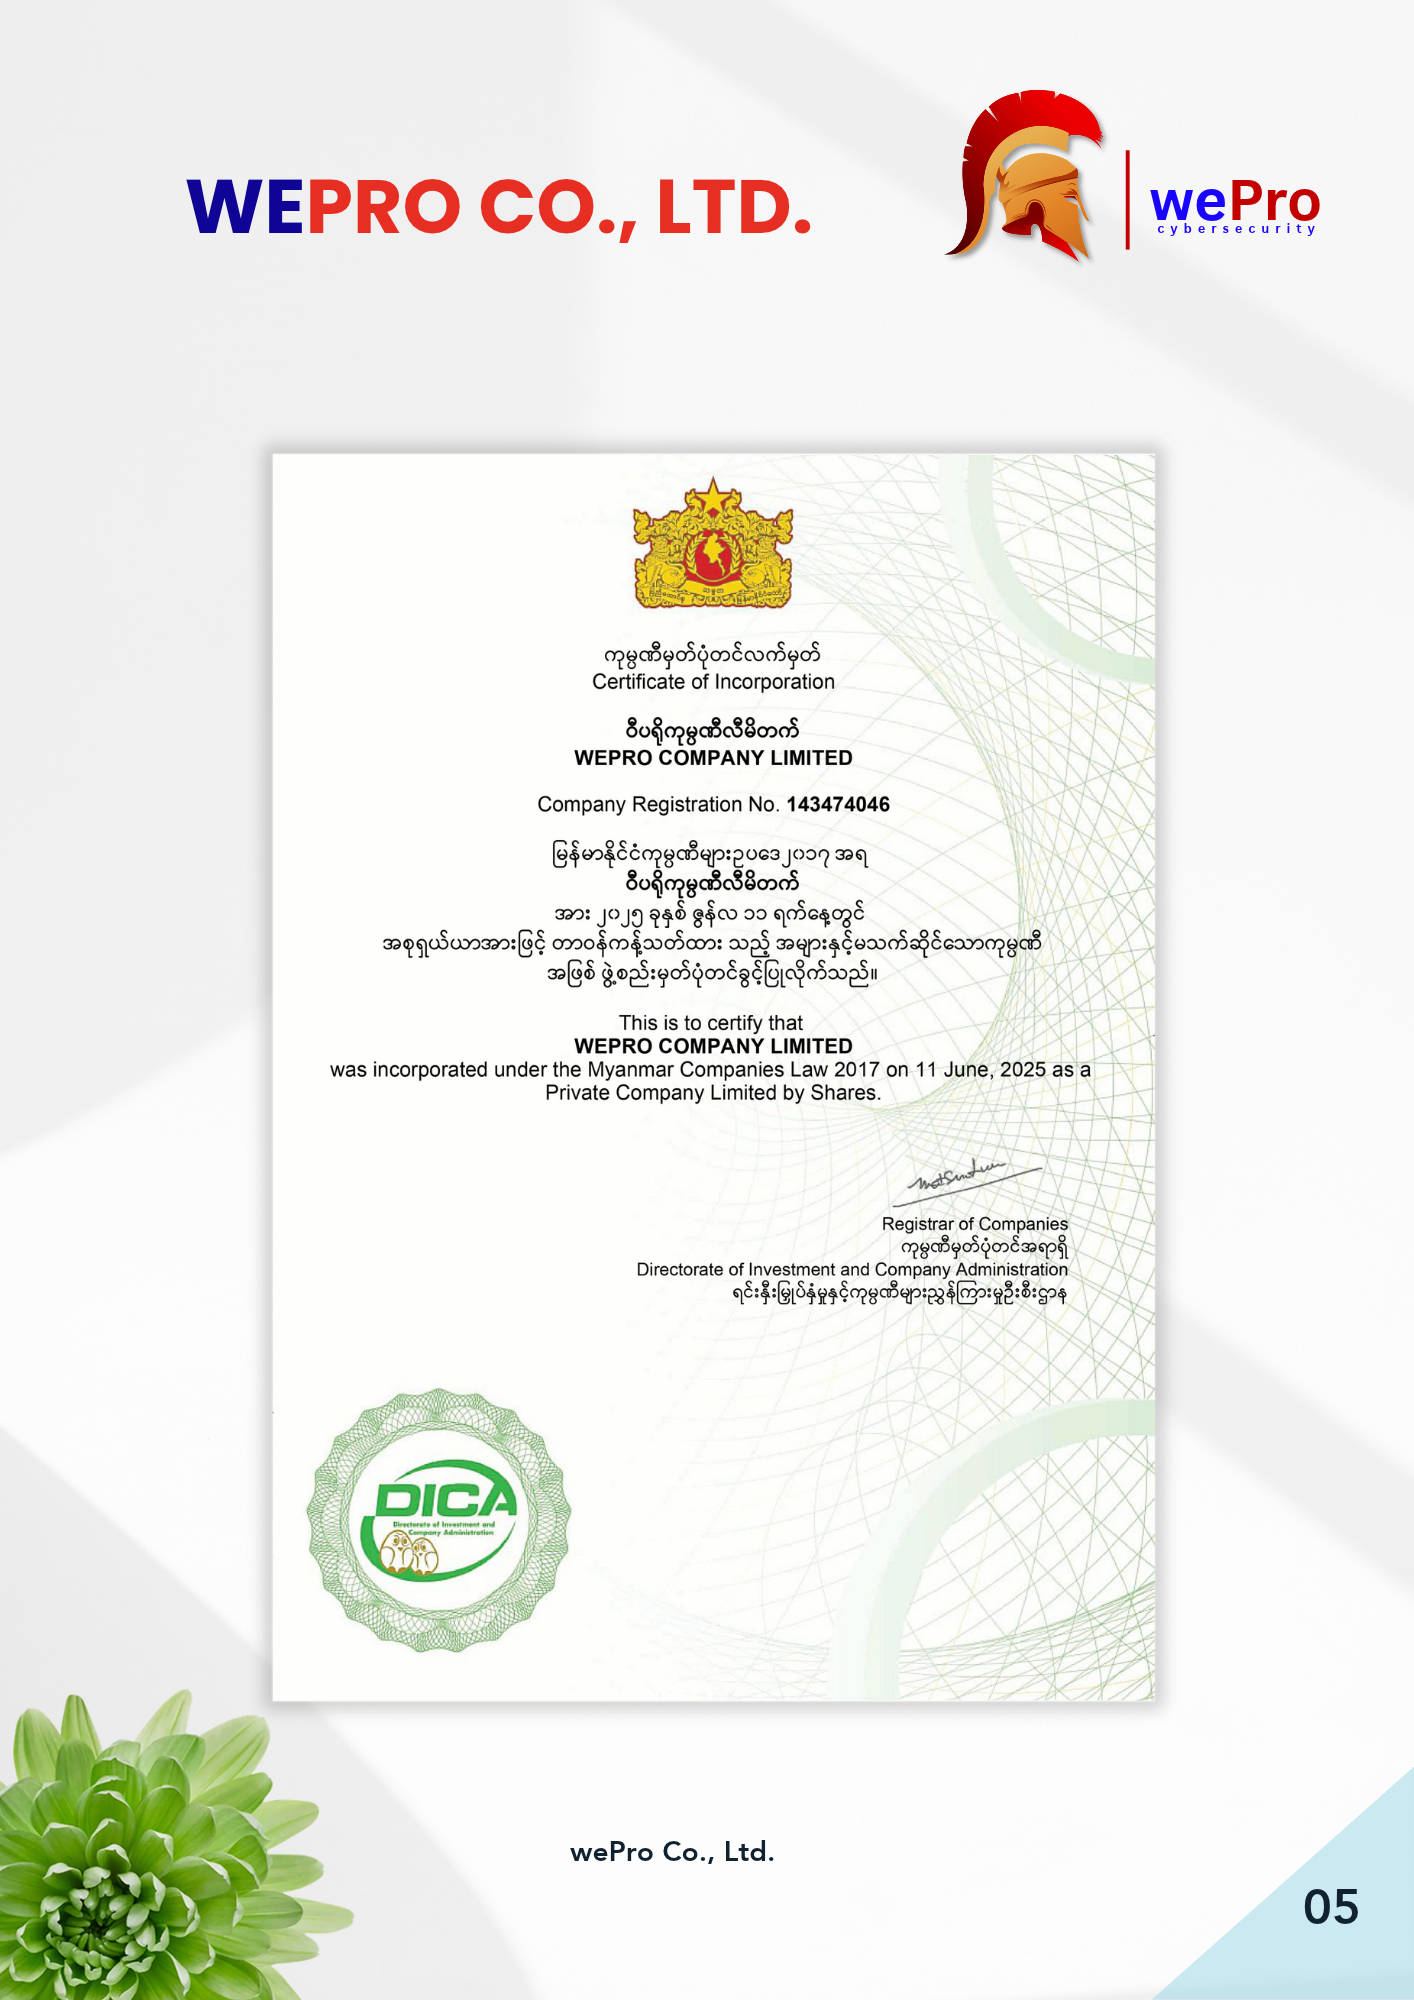 WEPRO CO., LTD.
wePro
cybersecurity
ကုမ္ပဏီမှတ်ပုံတင်လက်မှတ်
Certificate of Incorporation
ဝီပရိုကုမ္ပဏီလီမိတက်
WEPRO COMPANY LIMITED
Company Registration No. 143474046
မြန်မာနိုင်ငံကုမ္ပဏီများဥပဒေ၂၀၁၇ အရ
ဝီပရိုကုမ္ပဏီလီမိတက်
အား ၂၀၂၅ ခုနှစ် ဇွန်လ ၁၁ ရက်နေ့တွင်
အစုရှယ်ယာအားဖြင့် တာဝန်ကန့်သတ်ထား သည့် အများနှင့်မသက်ဆိုင်သောကုမ္ပဏီ
အဖြစ် ဖွဲ့စည်းမှတ်ပုံတင်ခွင့်ပြုလိုက်သည်။
This is to certify that
WEPRO COMPANY LIMITED
was incorporated under the Myanmar Companies Law 2017 on 11 June, 2025 as a
Private Company Limited by Shares.
Registrar of Companies
ကုမ္ပဏီမှတ်ပုံတင်အရာရှိ
Directorate of Investment and Company Administration
ရင်းနှီးမြှုပ်နှံမှုနှင့်ကုမ္ပဏီများညွှန်ကြားမှုဦးစီးဌာန
DICA
Directorate of Investment and
Company Administration
wePro Co., Ltd.
05